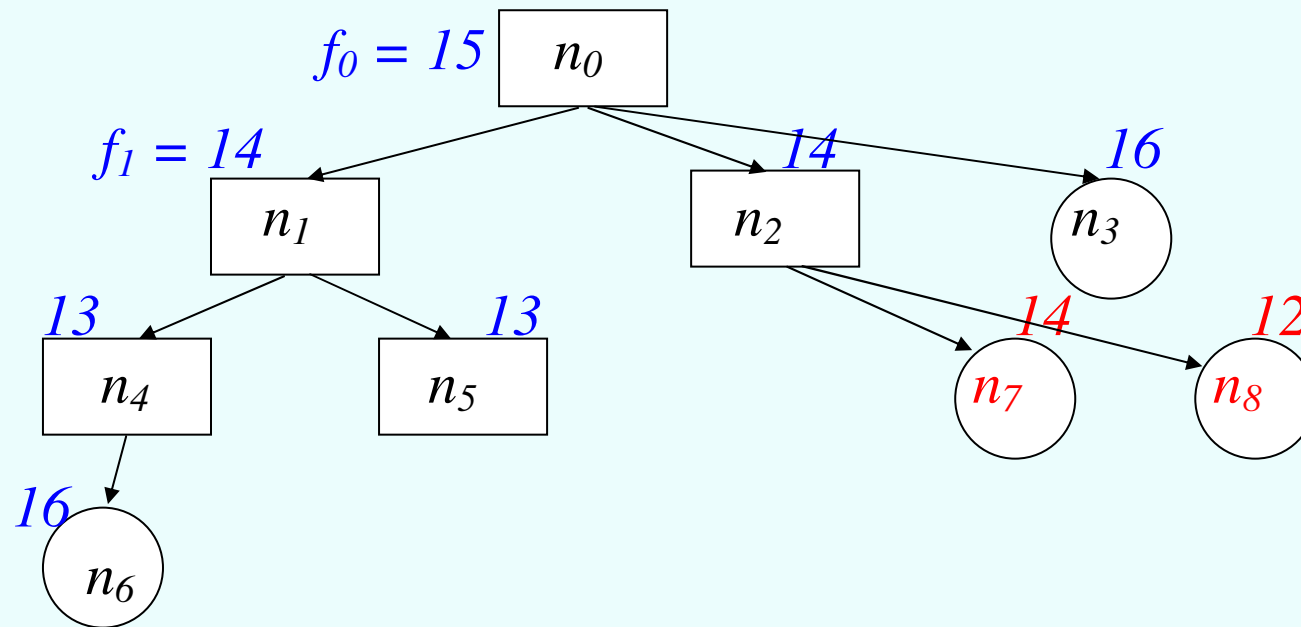 f₀ = 15 n₀
f₁ = 14 14 16
n₁ n₂ n₃
13 13 14 12
n₄ n₅ n₇ n₈
16
n₆